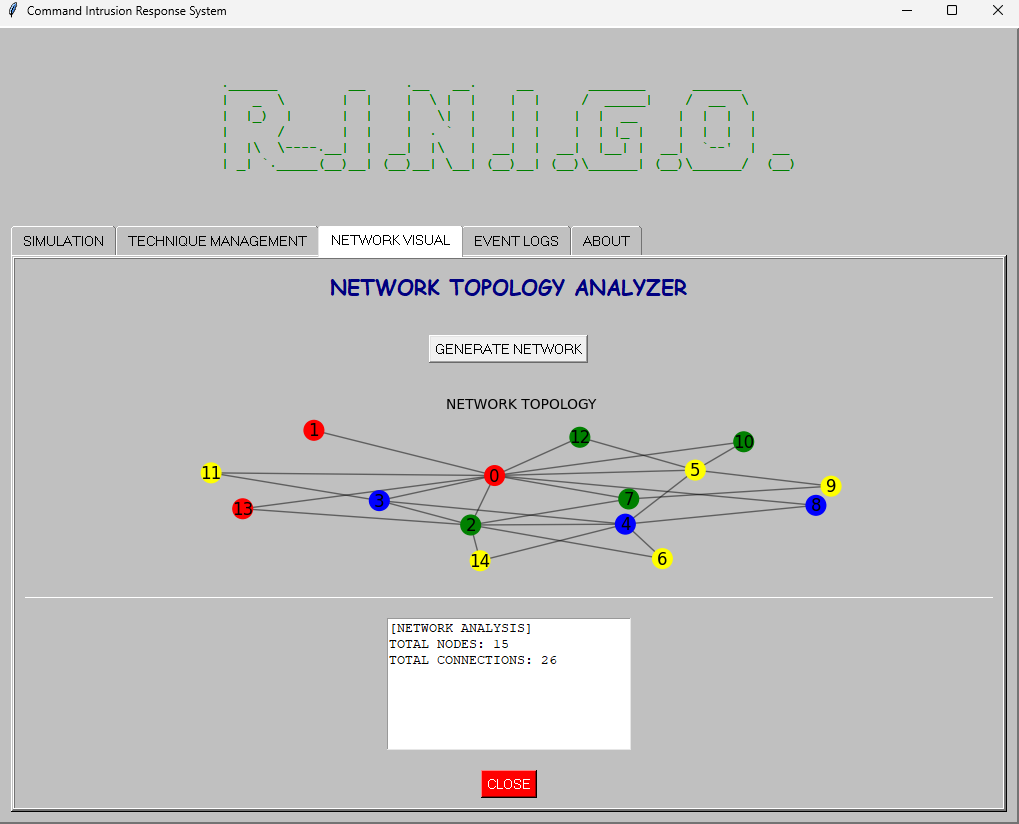 Command Intrusion Response System
R.J.N.I.G.O.
SIMULATION TECHNIQUE MANAGEMENT NETWORK VISUAL EVENT LOGS ABOUT
NETWORK TOPOLOGY ANALYZER
GENERATE NETWORK
NETWORK TOPOLOGY
1
12
10
11
0
5
9
13
3
7
8
2
4
14
6
[NETWORK ANALYSIS]
TOTAL NODES: 15
TOTAL CONNECTIONS: 26
CLOSE